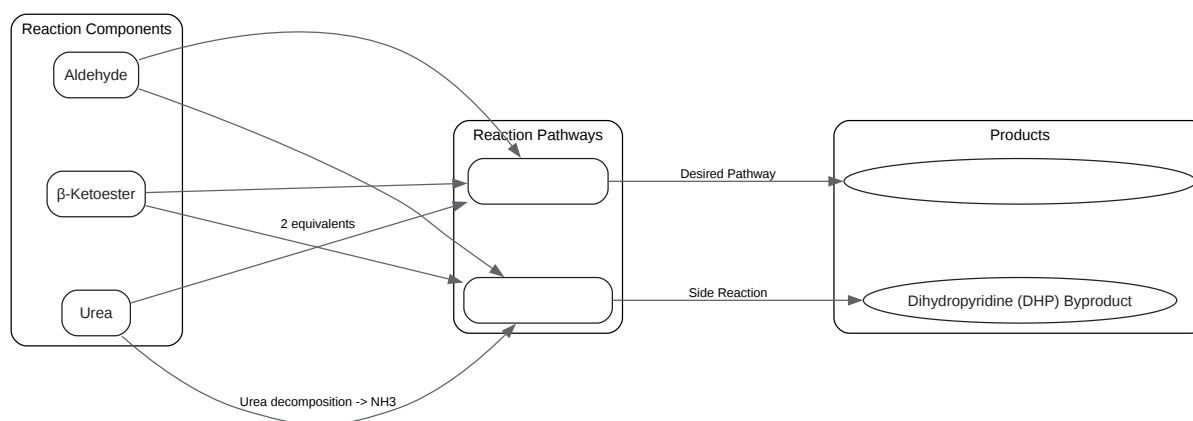 Reaction Components
Aldehyde
β-Ketoester
Urea
2 equivalents
Urea decomposition -> NH3
Reaction Pathways
Desired Pathway
Side Reaction
Products
Dihydropyridine (DHP) Byproduct